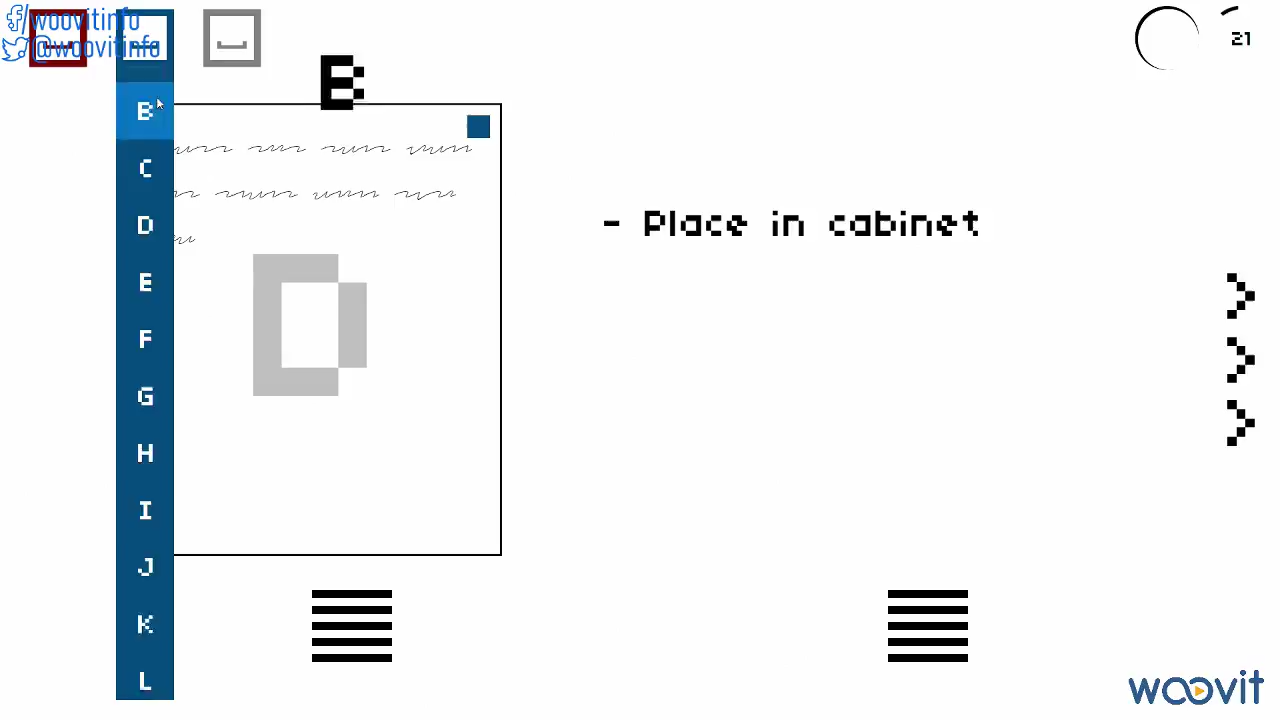 /woovitinfo
@woovitinfo
21
B
B
C
D
E
F
G
H
I
J
K
L
D
- Place in cabinet
woovit